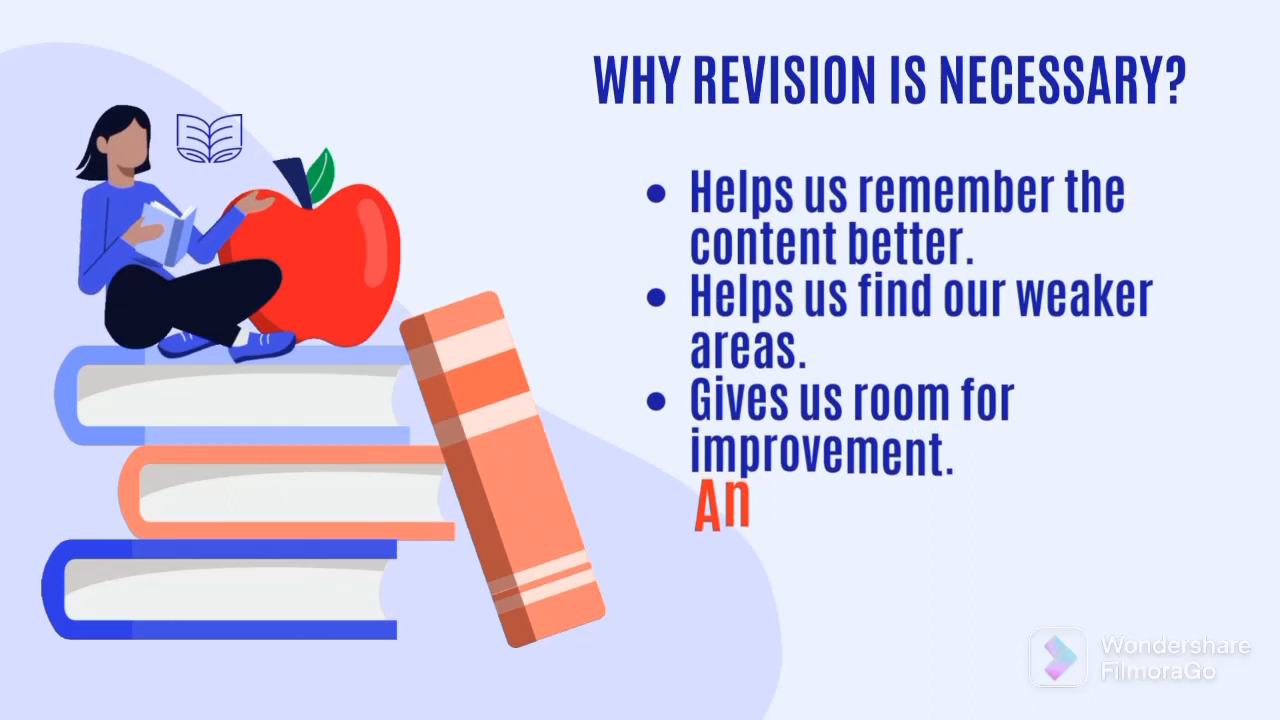 WHY REVISION IS NECESSARY?
• Helps us remember the
content better.
• Helps us find our weaker
areas.
• Gives us room for
improvement.
An
Wondershare
FilmoraGo